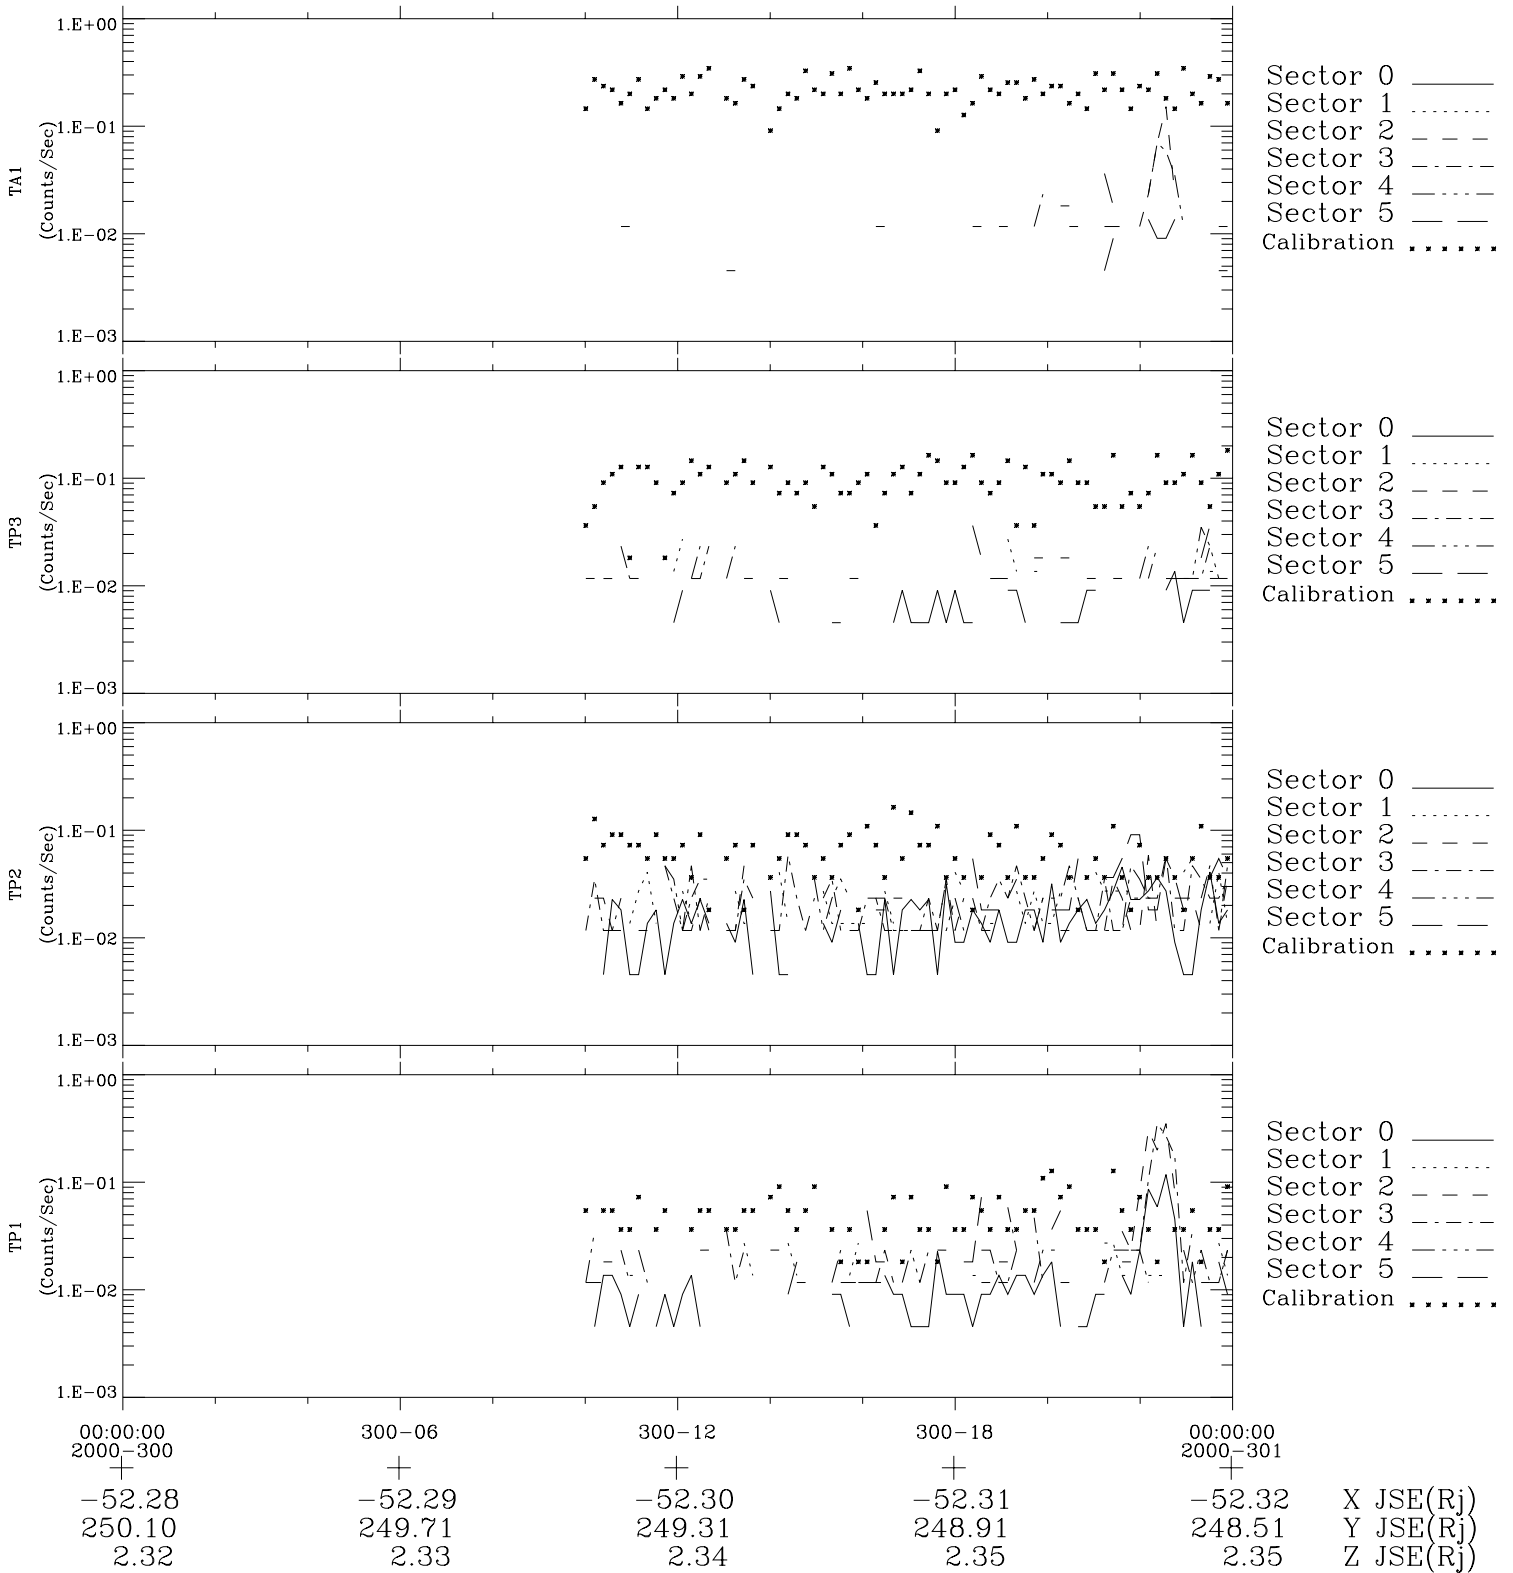 1.E+00
1.E-01
1.E-02
1.E-03
TA1
(Counts/Sec)
Sector 0
Sector 1
Sector 2
Sector 3
Sector 4
Sector 5
Calibration
1.E+00
1.E-01
1.E-02
1.E-03
TP3
(Counts/Sec)
Sector 0
Sector 1
Sector 2
Sector 3
Sector 4
Sector 5
Calibration
1.E+00
1.E-01
1.E-02
1.E-03
TP2
(Counts/Sec)
Sector 0
Sector 1
Sector 2
Sector 3
Sector 4
Sector 5
Calibration
1.E+00
1.E-01
1.E-02
1.E-03
TP1
(Counts/Sec)
Sector 0
Sector 1
Sector 2
Sector 3
Sector 4
Sector 5
Calibration
00:00:00 300-06 300-12 300-18 00:00:00
2000-300 2000-301
-52.28 -52.29 -52.30 -52.31 -52.32 X JSE(Rj)
250.10 249.71 249.31 248.91 248.51 Y JSE(Rj)
2.32 2.33 2.34 2.35 2.35 Z JSE(Rj)